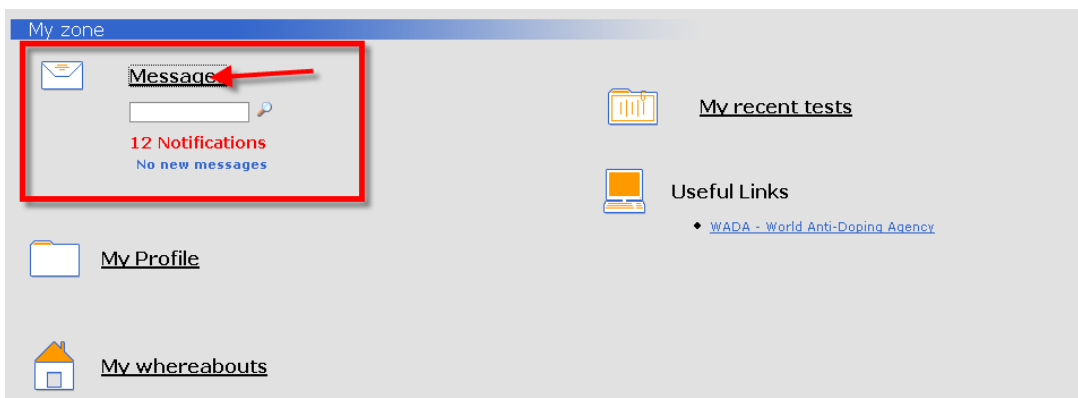 My zone
Message
12 Notifications
No new messages
My Profile
My whereabouts
My recent tests
Useful Links
• WADA - World Anti-Doping Agency